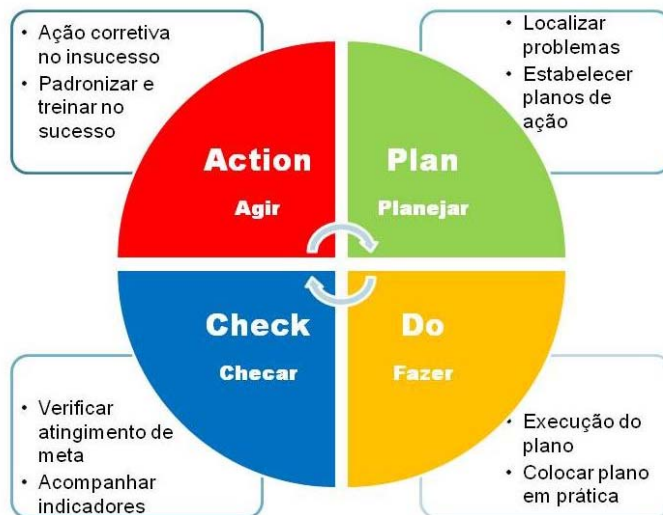 • Ação corretiva
no insucesso
• Padronizar e
treinar no
sucesso
• Localizar
problemas
• Estabelecer
planos de
ação
Action
Agir
Plan
Planejar
Check
Checar
Do
Fazer
• Verificar
atingimento de
meta
• Acompanhar
indicadores
• Execução do
plano
• Colocar plano
em prática